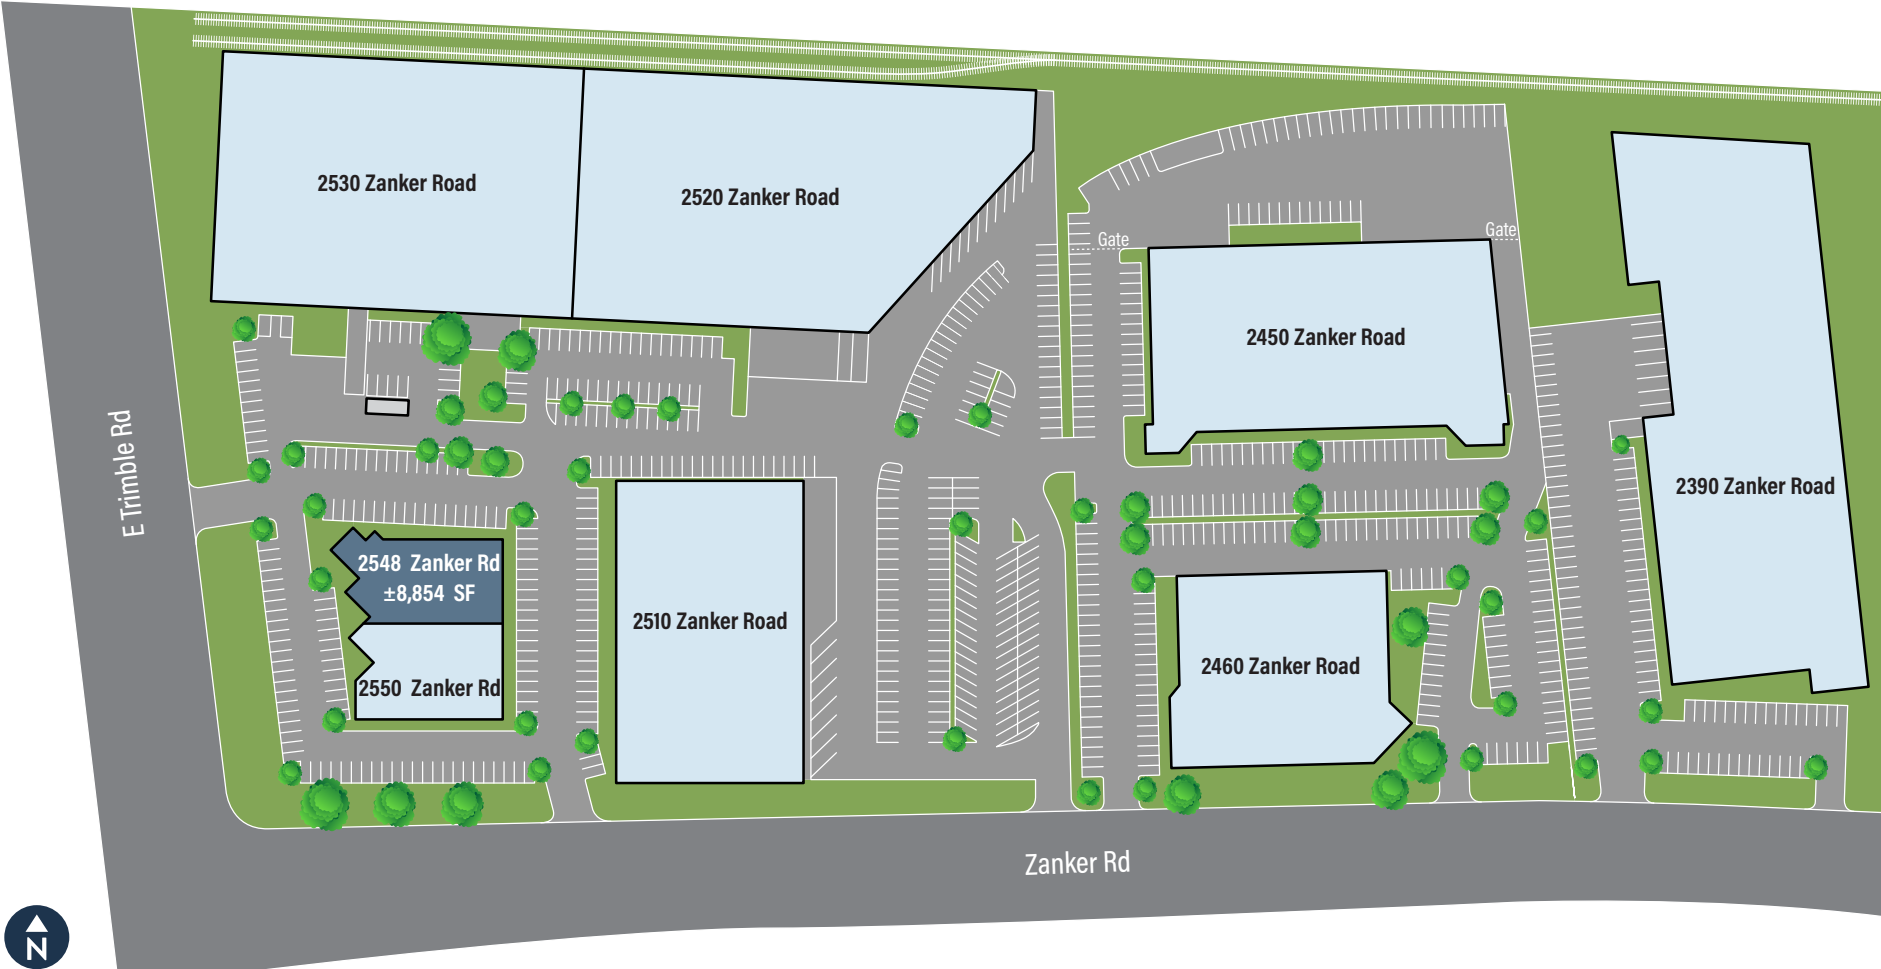 2530 Zanker Road
2520 Zanker Road
Gate
Gate
2450 Zanker Road
E Trimble Rd
2390 Zanker Road
2548 Zanker Rd
±8,854 SF
2510 Zanker Road
2460 Zanker Road
2550 Zanker Rd
Zanker Rd
N